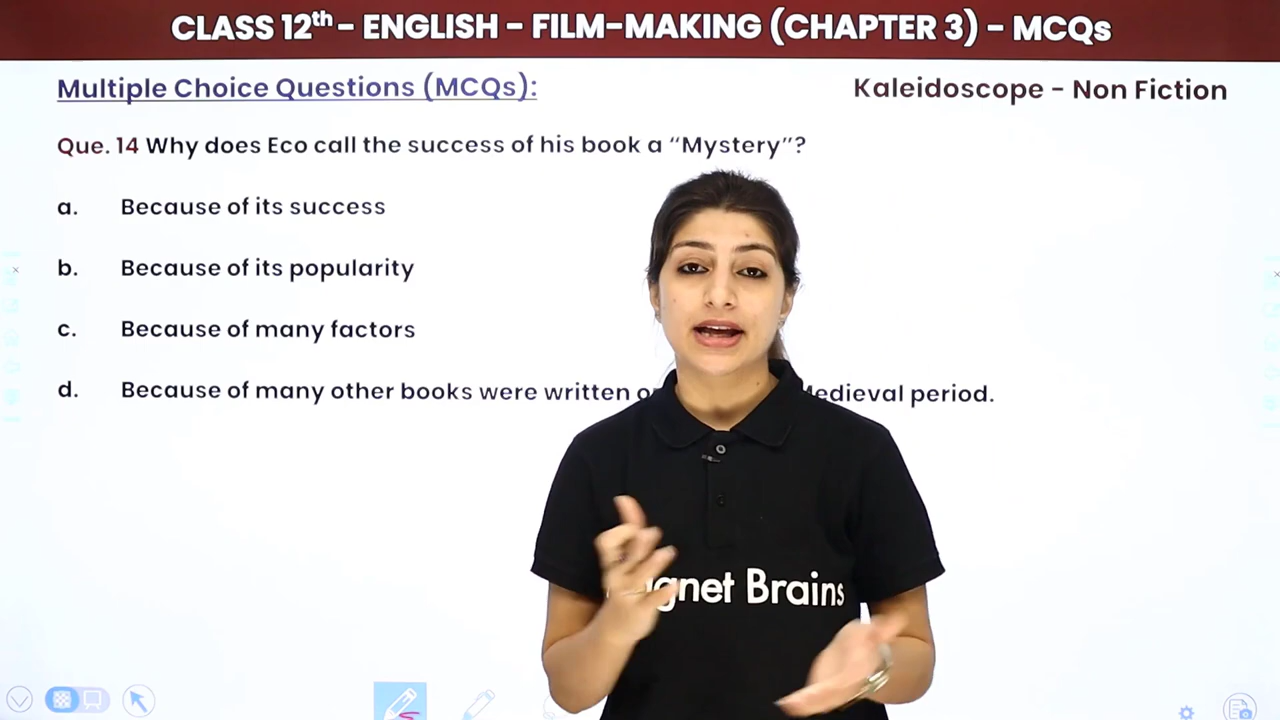 CLASS 12th - ENGLISH - FILM-MAKING (CHAPTER 3) - MCQs
Multiple Choice Questions (MCQs):
Kaleidoscope - Non Fiction
Que. 14 Why does Eco call the success of his book a “Mystery”?
a. Because of its success
b. Because of its popularity
c. Because of many factors
d. Because of many other books were written Medieval period.
Brains